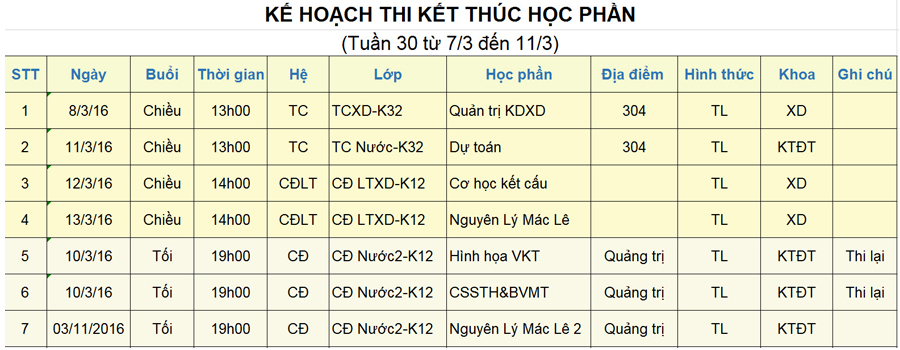 KẾ HOẠCH THI KẾT THÚC HỌC PHẦN
(Tuần 30 từ 7/3 đến 11/3)
STT Ngày Buổi Thời gian Hệ Lớp Học phần Địa điểm Hình thức Khoa Ghi chú
1 8/3/16 Chiều 13h00 TC TCXD-K32 Quản trị KDXD 304 TL XD
2 11/3/16 Chiều 13h00 TC TC Nước-K32 Dự toán 304 TL KTĐT
3 12/3/16 Chiều 14h00 CĐLT CĐ LTXD-K12 Cơ học kết cấu TL XD
4 13/3/16 Chiều 14h00 CĐLT CĐ LTXD-K12 Nguyên Lý Mác Lê TL XD
5 10/3/16 Tối 19h00 CĐ CĐ Nước2-K12 Hình họa VKT Quảng trị TL KTĐT Thi lại
6 10/3/16 Tối 19h00 CĐ CĐ Nước2-K12 CSSTH&BVMT Quảng trị TL KTĐT Thi lại
7 03/11/2016 Tối 19h00 CĐ CĐ Nước2-K12 Nguyên Lý Mác Lê 2 Quảng trị TL KTĐT